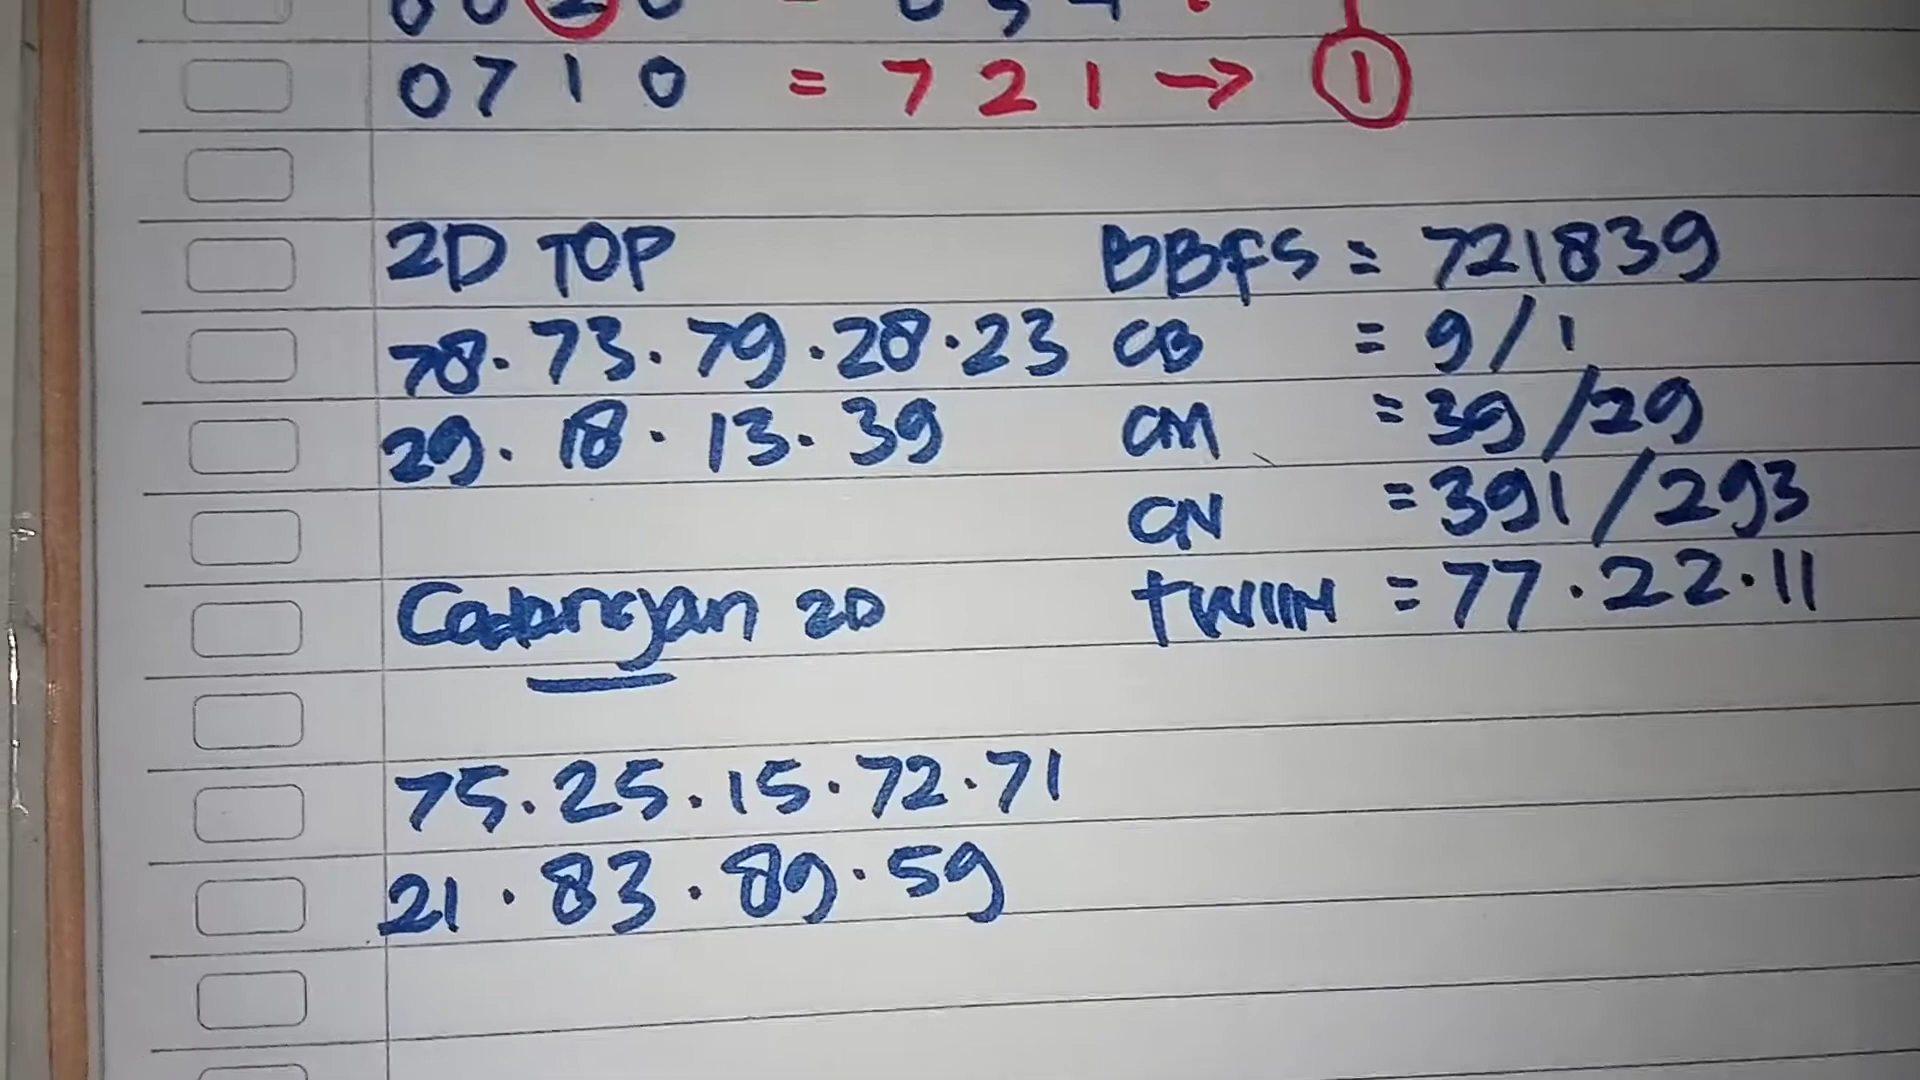 0710 = 721 → 1
2D TOP
78.73.79.28.23
29.18.13.39
BBFS = 721839
CB = 9/1
CM = 39/29
CN = 391/293
TWIIN = 77.22.11
Cadangan 2D
75.25.15.72.71
21.83.89.59